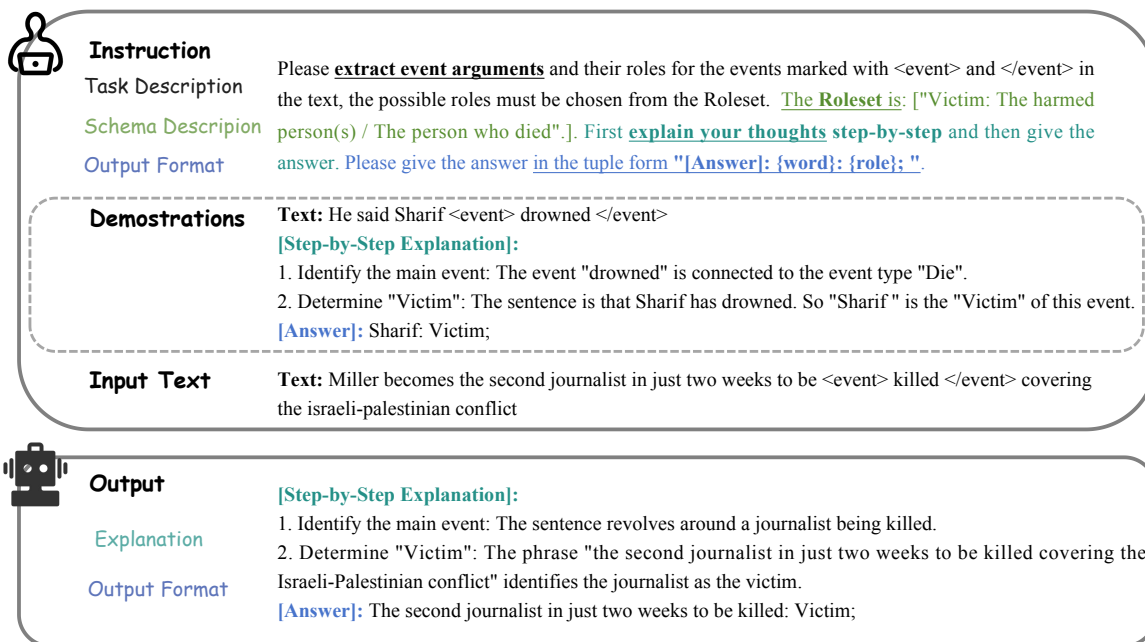 Instruction
Task Description
Schema Descripion
Output Format
Please extract event arguments and their roles for the events marked with <event> and </event> in
the text, the possible roles must be chosen from the Roleset. The Roleset is: ["Victim: The harmed
person(s) / The person who died".]. First explain your thoughts step-by-step and then give the
answer. Please give the answer in the tuple form "[Answer]: {word}: {role}; ".
Demostrations
Text: He said Sharif <event> drowned </event>
[Step-by-Step Explanation]:
1. Identify the main event: The event "drowned" is connected to the event type "Die".
2. Determine "Victim": The sentence is that Sharif has drowned. So "Sharif " is the "Victim" of this event.
[Answer]: Sharif: Victim;
Input Text
Text: Miller becomes the second journalist in just two weeks to be <event> killed </event> covering
the israeli-palestinian conflict
Output
Explanation
Output Format
[Step-by-Step Explanation]:
1. Identify the main event: The sentence revolves around a journalist being killed.
2. Determine "Victim": The phrase "the second journalist in just two weeks to be killed covering the
Israeli-Palestinian conflict" identifies the journalist as the victim.
[Answer]: The second journalist in just two weeks to be killed: Victim;